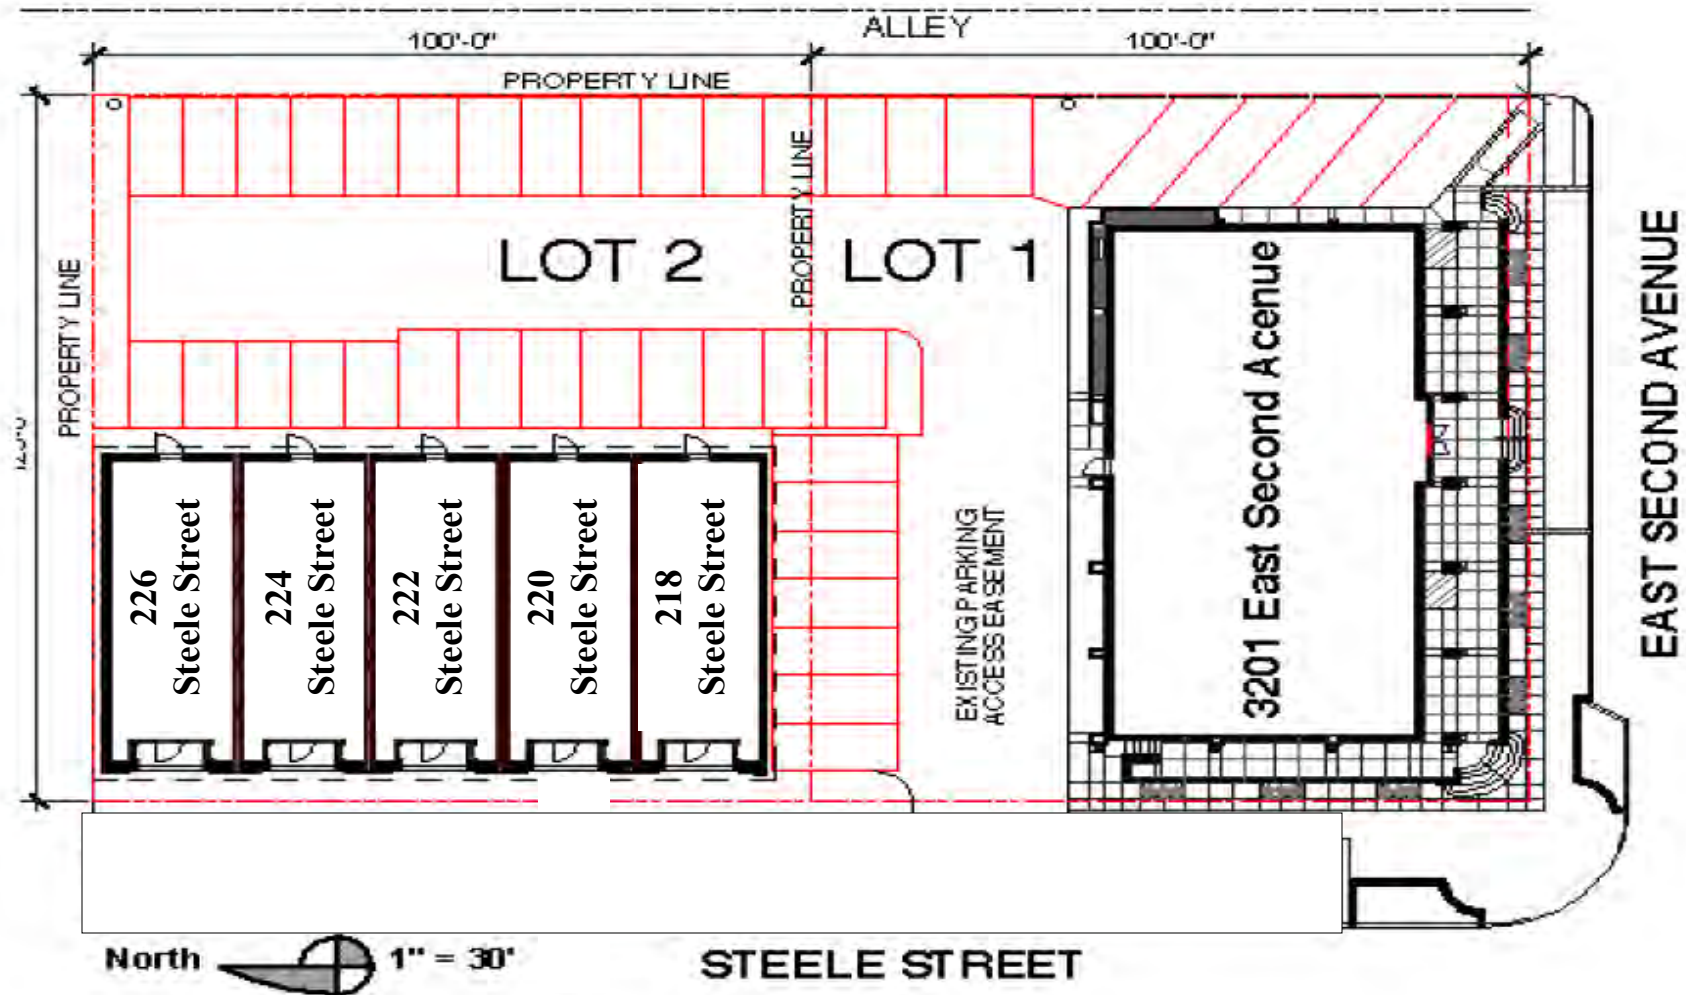 ALLEY
100'-0"
100'-0"
PROPERTY LINE
PROPERTY LINE
PROPERTY LINE
LOT 2
LOT 1
226
Steele Street
224
Steele Street
222
Steele Street
220
Steele Street
218
Steele Street
EXISTING PARKING
ACCESS EASEMENT
3201 East Second Acenue
EAST SECOND AVENUE
North
1" = 30'
STEELE STREET